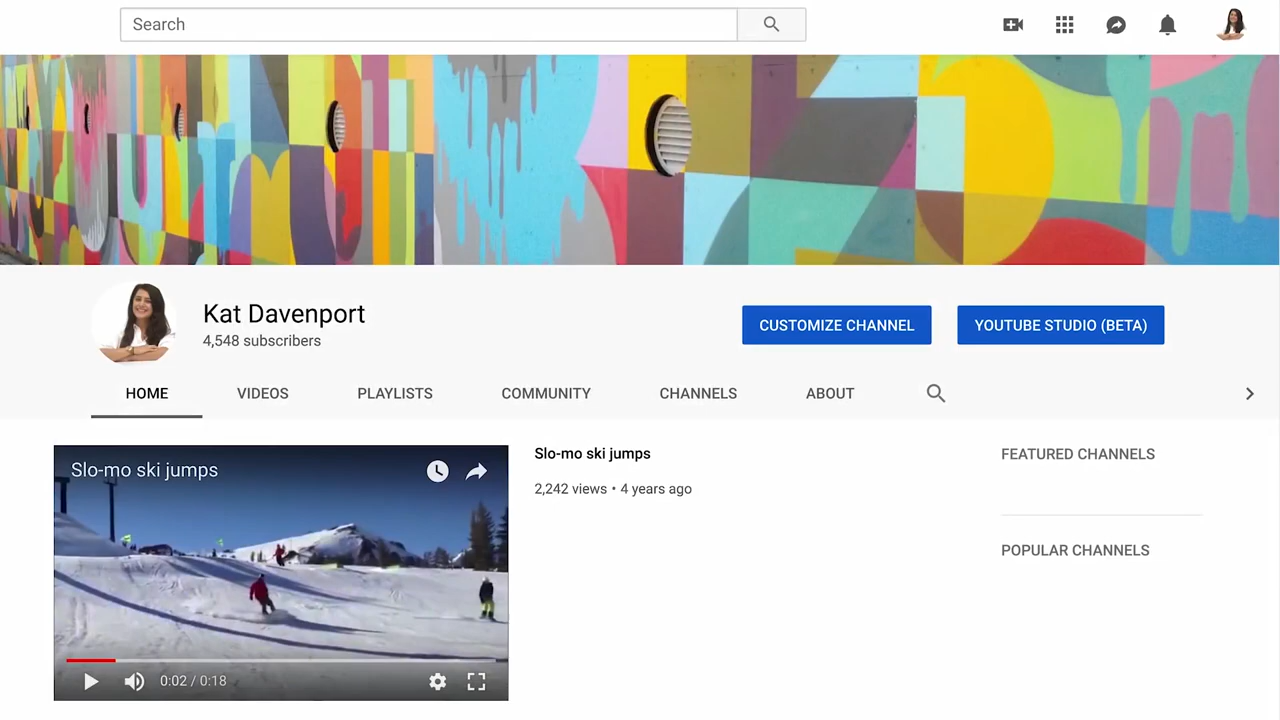 Search
Kat Davenport
4,548 subscribers
CUSTOMIZE CHANNEL
YOUTUBE STUDIO (BETA)
HOME VIDEOS PLAYLISTS COMMUNITY CHANNELS ABOUT
Slo-mo ski jumps
0:02 / 0:18
Slo-mo ski jumps
2,242 views • 4 years ago
FEATURED CHANNELS
POPULAR CHANNELS